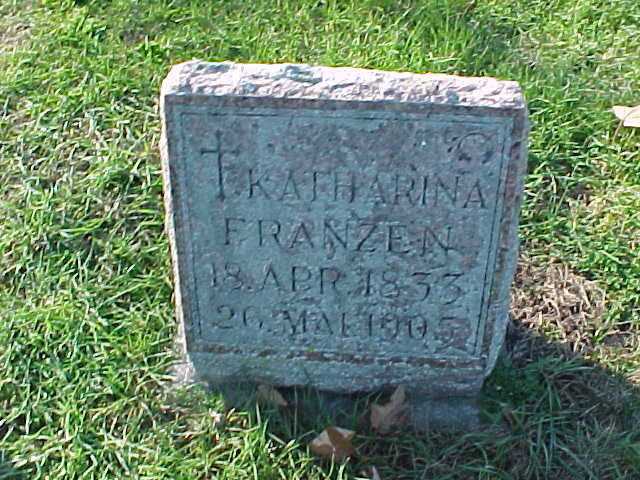 KATHARINA
FRANZEN
18. APR. 1833
26. MAI. 1905